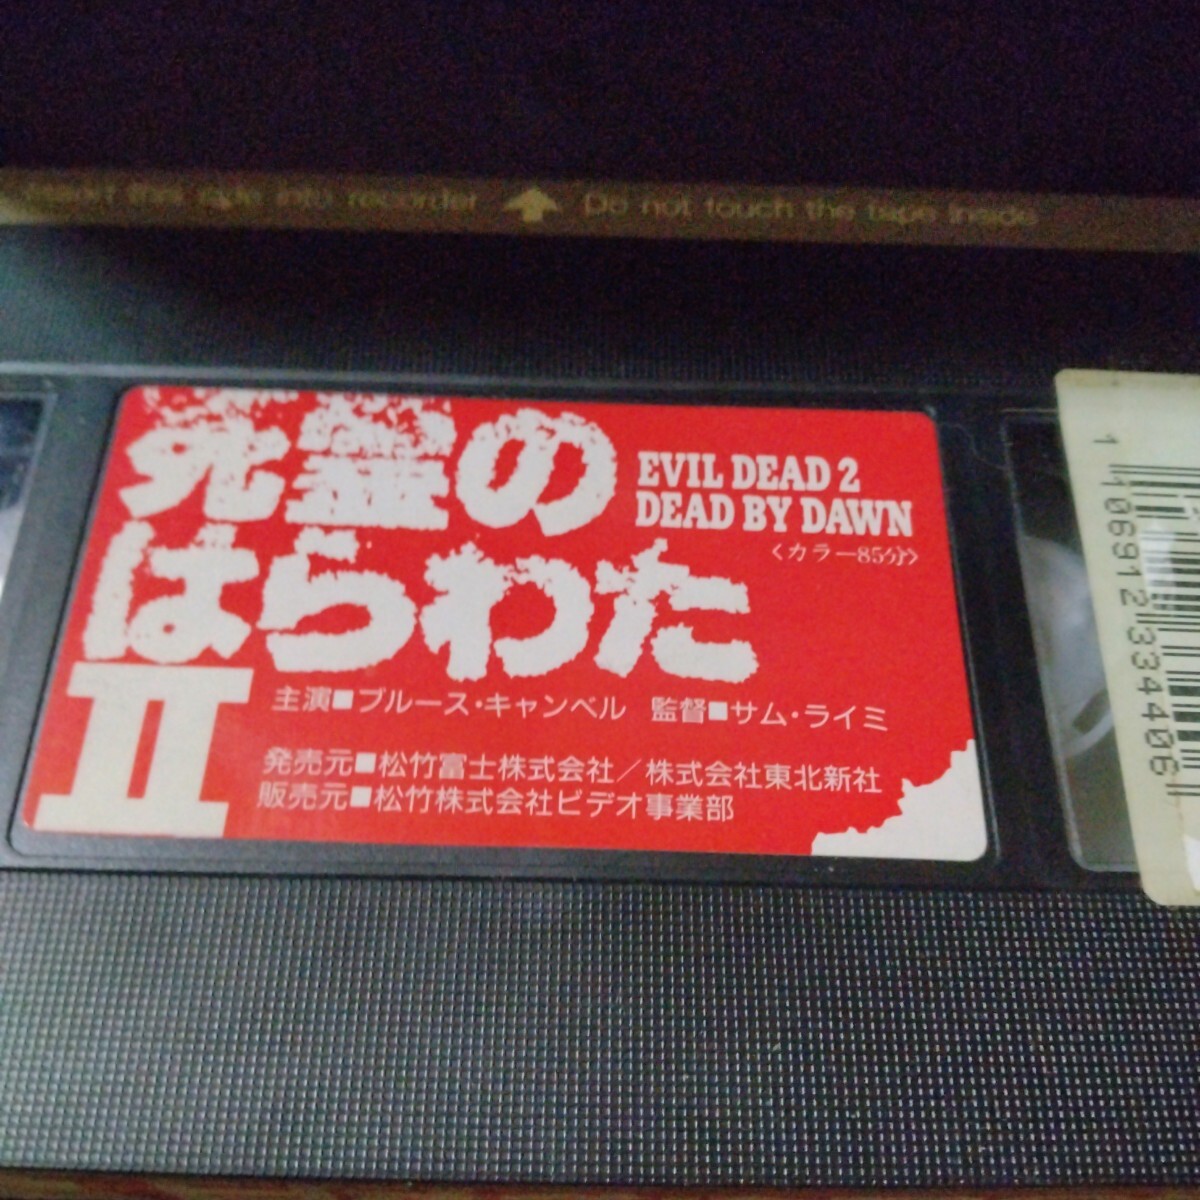 Insert this side into recorder ↑ Do not touch the tape inside
死霊の
はらわた
II
EVIL DEAD 2
DEAD BY DAWN
〈カラー85分〉
主演■ブルース・キャンベル 監督■サム・ライミ
発売元■松竹富士株式会社/株式会社東北新社
販売元■松竹株式会社ビデオ事業部
1 106912 334406